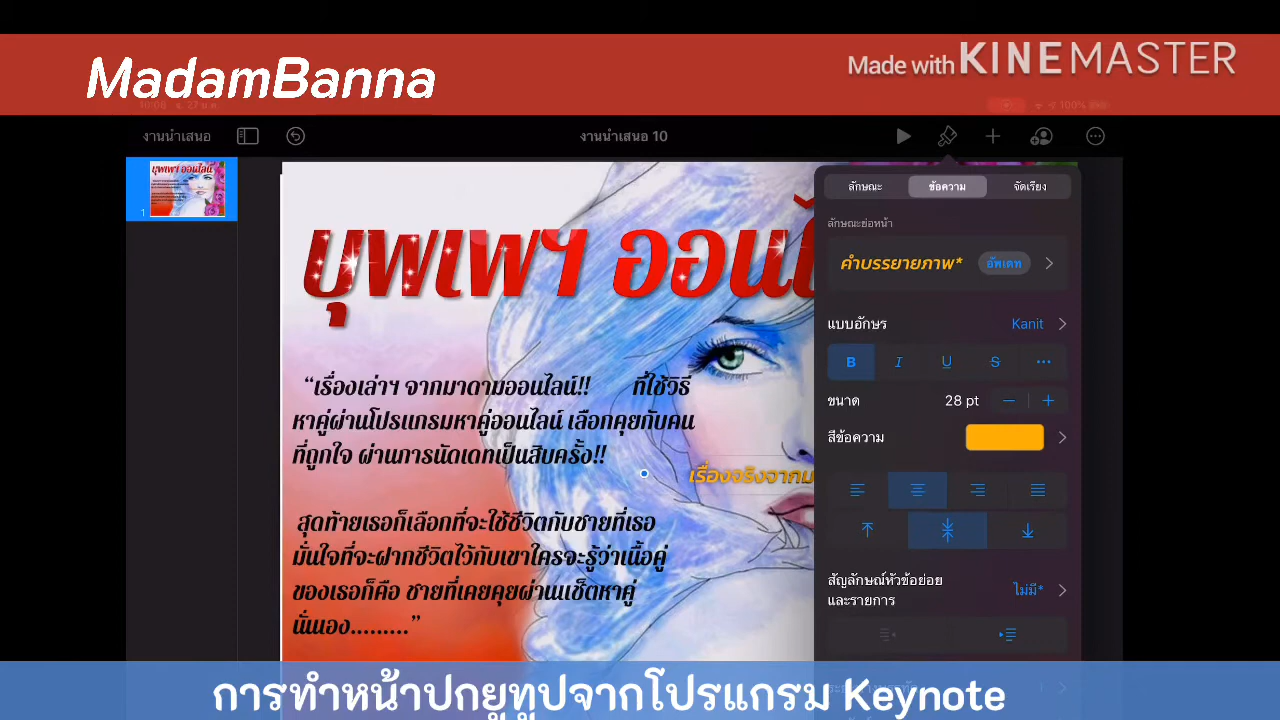 MadamBanna
Made with KINEMASTER
10:06 100%
งานนำเสนอ
งานนำเสนอ 10
บุพเพฯ ออนไลน์
1
บุพเพฯ ออนไ
“เรื่องเล่าฯ จากมาดามออนไลน์!! ที่ใช้วิธี
หาคู่ผ่านโปรแกรมหาคู่ออนไลน์ เลือกคุยกับคน
ที่ถูกใจ ผ่านการนัดเดทเป็นสิบครั้ง!!
เรื่องจริงจากม
สุดท้ายเธอก็เลือกที่จะใช้ชีวิตกับชายที่เธอ
มั่นใจที่จะฝากชีวิตไว้กับเขาใครจะรู้ว่าเนื้อคู่
ของเธอก็คือ ชายที่เคยคุยผ่านแช็ตหาคู่
นั่นเอง.........”
ลักษณะ
ข้อความ
จัดเรียง
ลักษณะย่อหน้า
คำบรรยายภาพ*
อัพเดท
แบบอักษร
Kanit
B I U S
ขนาด
28 pt
สีข้อความ
สัญลักษณ์หัวข้อย่อย
และรายการ
ไม่มี*
การทำหน้าปกยูทูปจากโปรแกรม Keynote